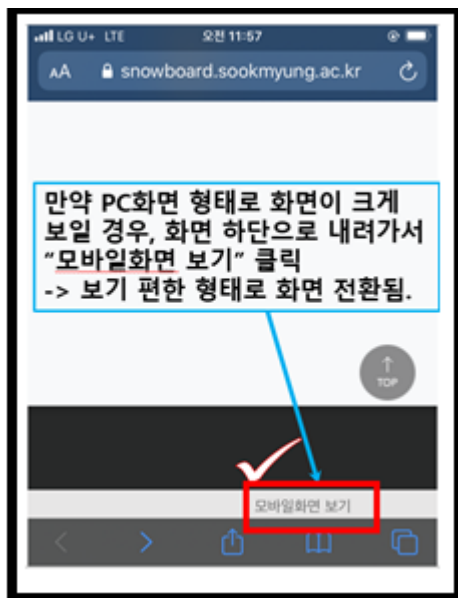 LG U+ LTE 오전 11:57
AA snowboard.sookmyung.ac.kr
만약 PC화면 형태로 화면이 크게
보일 경우, 화면 하단으로 내려가서
“모바일화면 보기” 클릭
-> 보기 편한 형태로 화면 전환됨.
↑
TOP
모바일화면 보기